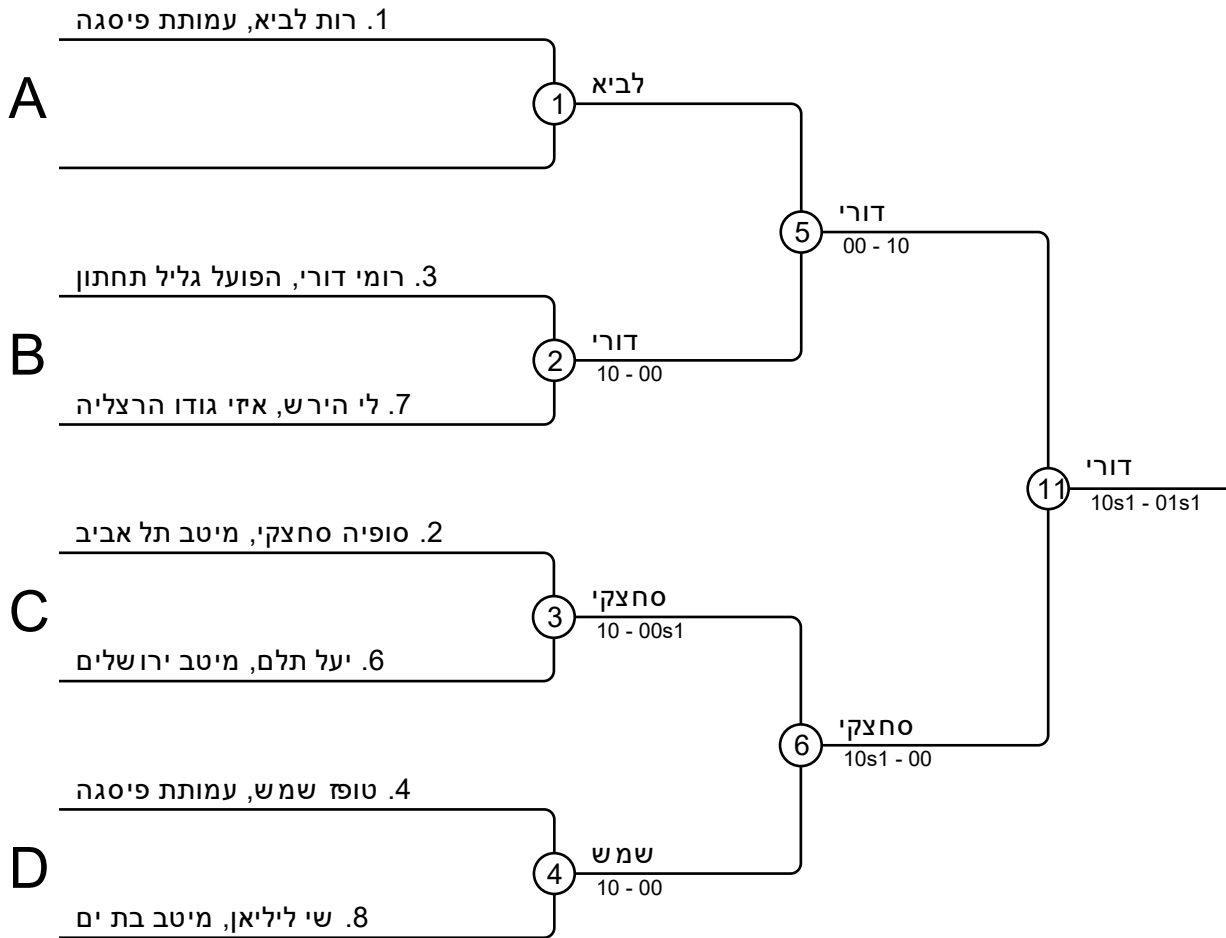 1. רות לביא, עמותת פיסגה
A
1
לביא
5
דורי
00 - 10
3. רומי דורי, הפועל גליל תחתון
B
2
דורי
10 - 00
7. לי הירש, איזי גודו הרצליה
11
דורי
10s1 - 01s1
2. סופיה סחצקי, מיטב תל אביב
C
3
סחצקי
10 - 00s1
6. יעל תלם, מיטב ירושלים
6
סחצקי
10s1 - 00
4. טופז שמש, עמותת פיסגה
D
4
שמש
10 - 00
8. שי ליליאן, מיטב בת ים